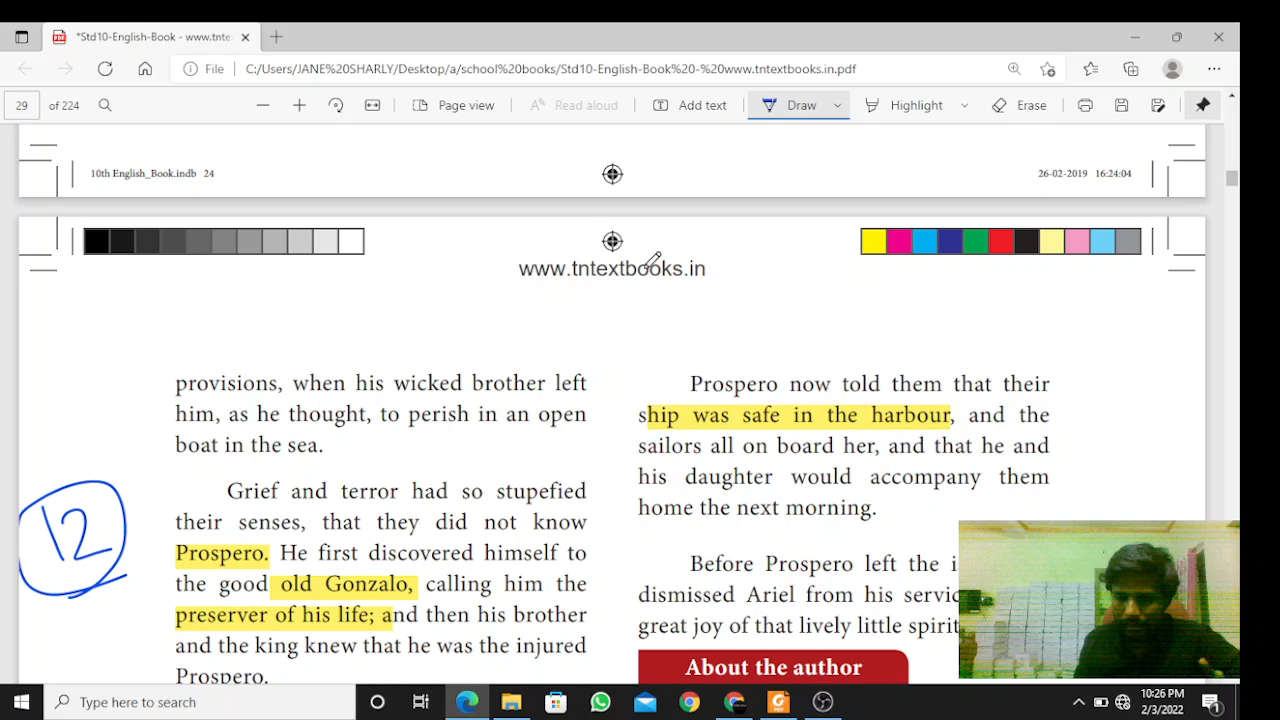 *Std10-English-Book - www.tnte
File
C:/Users/JANE%20SHARLY/Desktop/a/school%20books/Std10-English-Book%20-%20www.tntextbooks.in.pdf
29 of 224
Page view
Read aloud
Add text
Draw
Highlight
Erase
10th English_Book.indb 24
26-02-2019 16:24:04
www.tntextbooks.in
provisions, when his wicked brother left
him, as he thought, to perish in an open
boat in the sea.
12
Grief and terror had so stupefied
their senses, that they did not know
Prospero. He first discovered himself to
the good old Gonzalo, calling him the
preserver of his life; and then his brother
and the king knew that he was the injured
Prospero.
Prospero now told them that their
ship was safe in the harbour, and the
sailors all on board her, and that he and
his daughter would accompany them
home the next morning.
Before Prospero left the
dismissed Ariel from his
great joy of that lively little
About the author
Type here to search
10:26 PM
2/3/2022
1